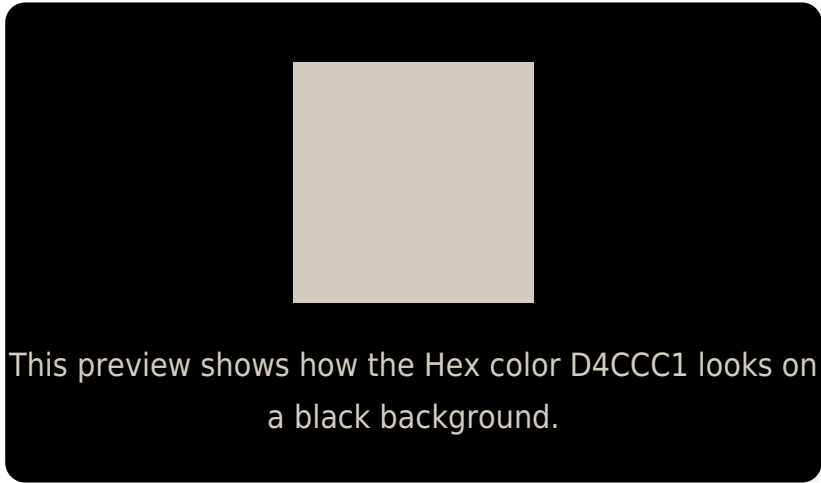 This preview shows how the Hex color D4CCC1 looks on
a black background.